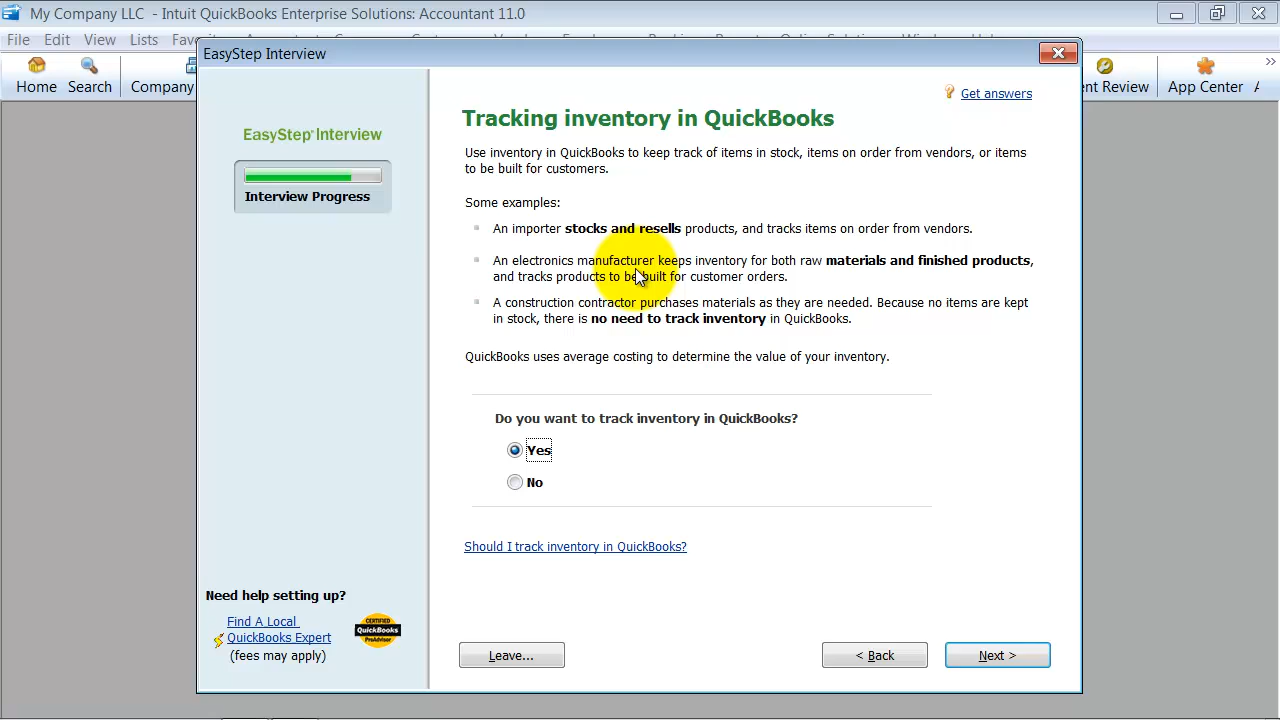 My Company LLC - Intuit QuickBooks Enterprise Solutions: Accountant 11.0
File Edit View Lists
EasyStep Interview
Home Search Company
nt Review App Center A
Get answers
EasyStep Interview
Interview Progress
Tracking inventory in QuickBooks
Use inventory in QuickBooks to keep track of items in stock, items on order from vendors, or items
to be built for customers.
Some examples:
An importer stocks and resells products, and tracks items on order from vendors.
An electronics manufacturer keeps inventory for both raw materials and finished products,
and tracks products to be built for customer orders.
A construction contractor purchases materials as they are needed. Because no items are kept
in stock, there is no need to track inventory in QuickBooks.
QuickBooks uses average costing to determine the value of your inventory.
Do you want to track inventory in QuickBooks?
Yes
No
Should I track inventory in QuickBooks?
Need help setting up?
Find A Local
QuickBooks Expert
(fees may apply)
CERTIFIED
QuickBooks
ProAdvisor
Leave...
< Back
Next >